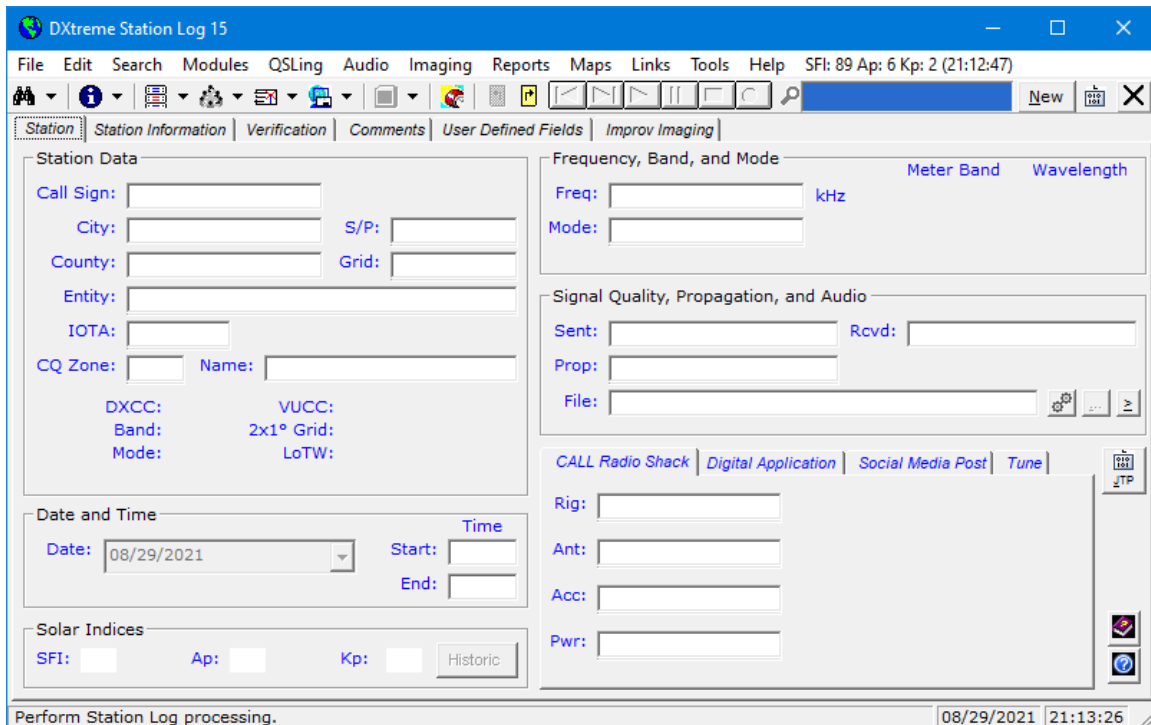 DXtreme Station Log 15
File Edit Search Modules QSLing Audio Imaging Reports Maps Links Tools Help SFI: 89 Ap: 6 Kp: 2 (21:12:47)
New
Station Station Information Verification Comments User Defined Fields Improv Imaging
Station Data
Call Sign:
City: S/P:
County: Grid:
Entity:
IOTA:
CQ Zone: Name:
DXCC: VUCC:
Band: 2x1° Grid:
Mode: LoTW:
Date and Time
Time
Date: 08/29/2021 Start:
End:
Solar Indices
SFI: Ap: Kp: Historic
Frequency, Band, and Mode
Meter Band Wavelength
Freq: kHz
Mode:
Signal Quality, Propagation, and Audio
Sent: Rcvd:
Prop:
File: ... ≥
CALL Radio Shack Digital Application Social Media Post Tune
JTP
Rig:
Ant:
Acc:
Pwr:
Perform Station Log processing. 08/29/2021 21:13:26